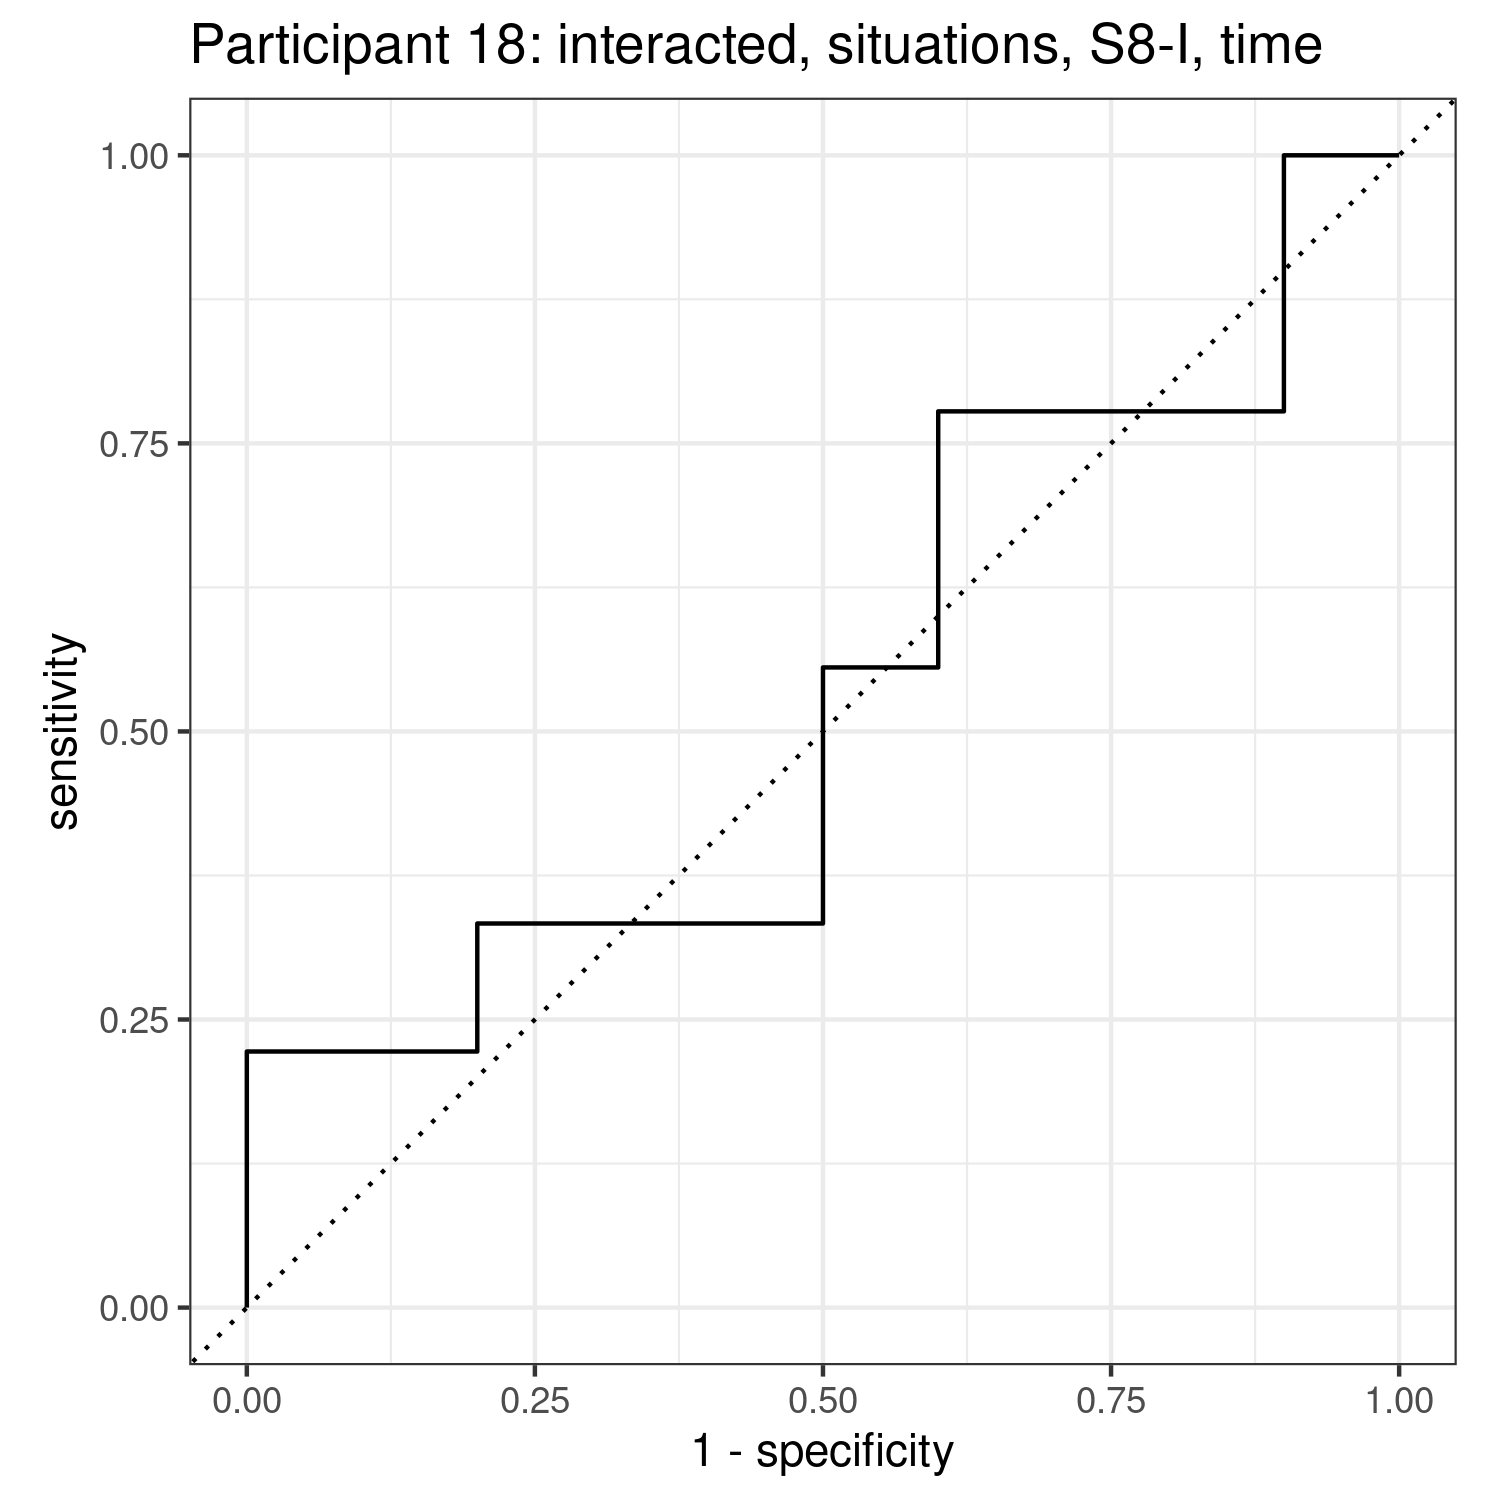 Participant 18: interacted, situations, S8-I, time
sensitivity
1.00
0.75
0.50
0.25
0.00
0.00 0.25 0.50 0.75 1.00
1 - specificity